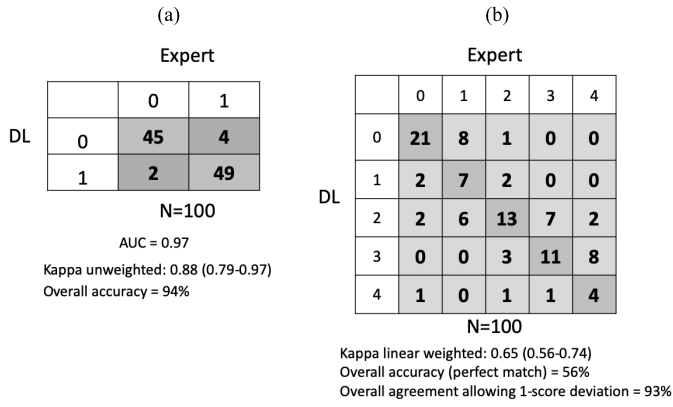 (a)
Expert
0 1
DL 0 45 4
1 2 49
N=100
AUC = 0.97
Kappa unweighted: 0.88 (0.79-0.97)
Overall accuracy = 94%
(b)
Expert
0 1 2 3 4
0 21 8 1 0 0
1 2 7 2 0 0
DL
2 2 6 13 7 2
3 0 0 3 11 8
4 1 0 1 1 4
N=100
Kappa linear weighted: 0.65 (0.56-0.74)
Overall accuracy (perfect match) = 56%
Overall agreement allowing 1-score deviation = 93%